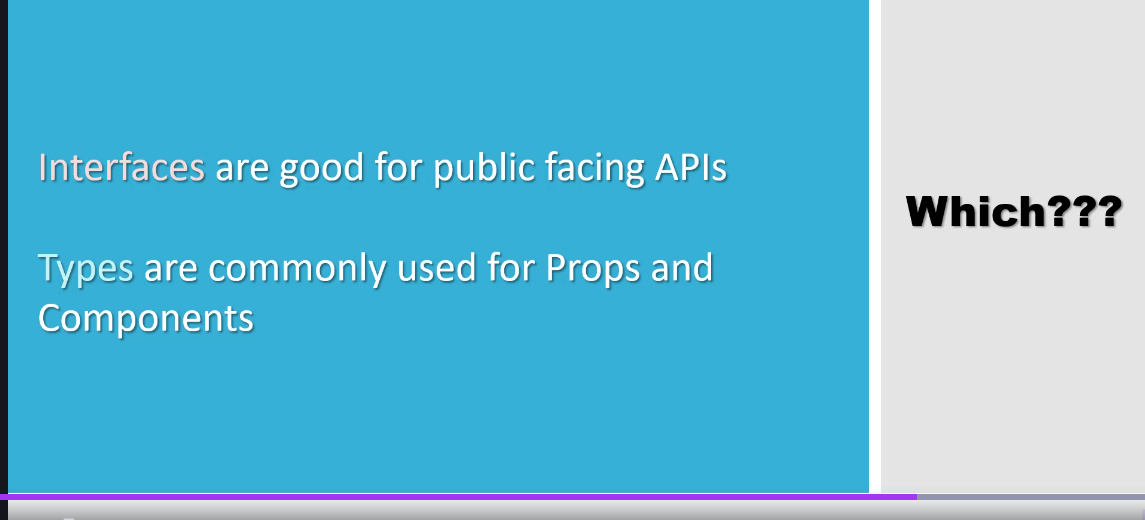 Interfaces are good for public facing APIs
Types are commonly used for Props and
Components
Which???